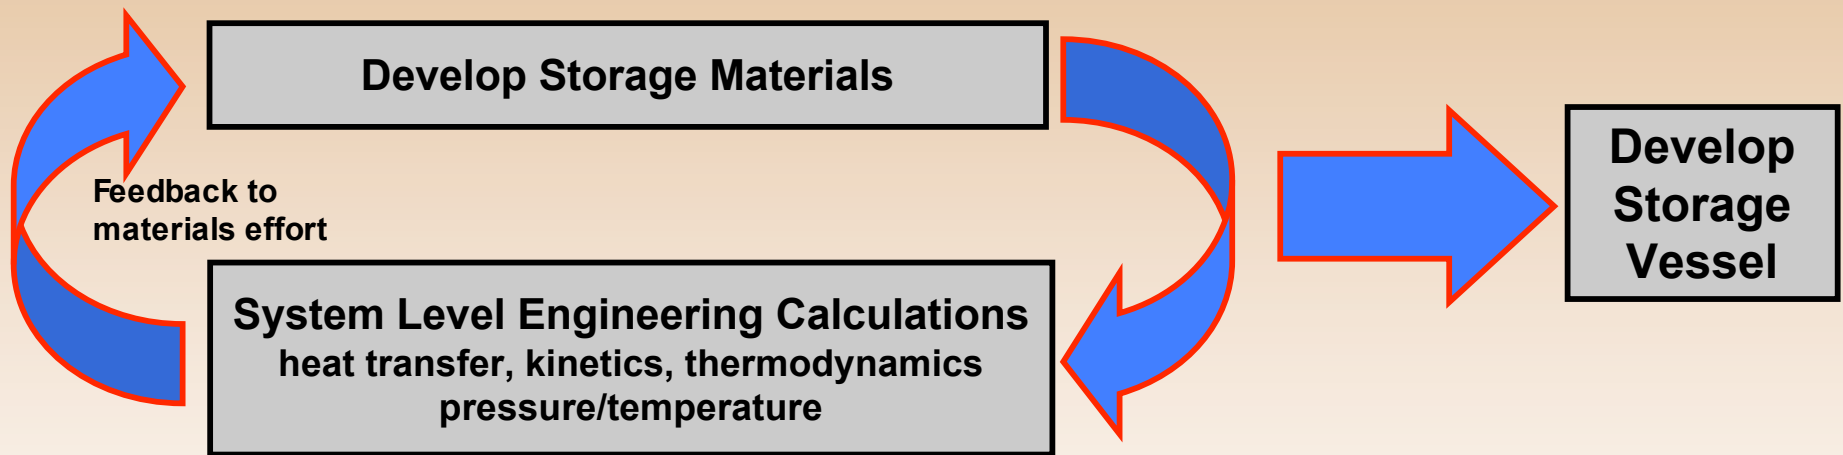 Develop Storage Materials
Feedback to
materials effort
System Level Engineering Calculations
heat transfer, kinetics, thermodynamics
pressure/temperature
Develop
Storage
Vessel